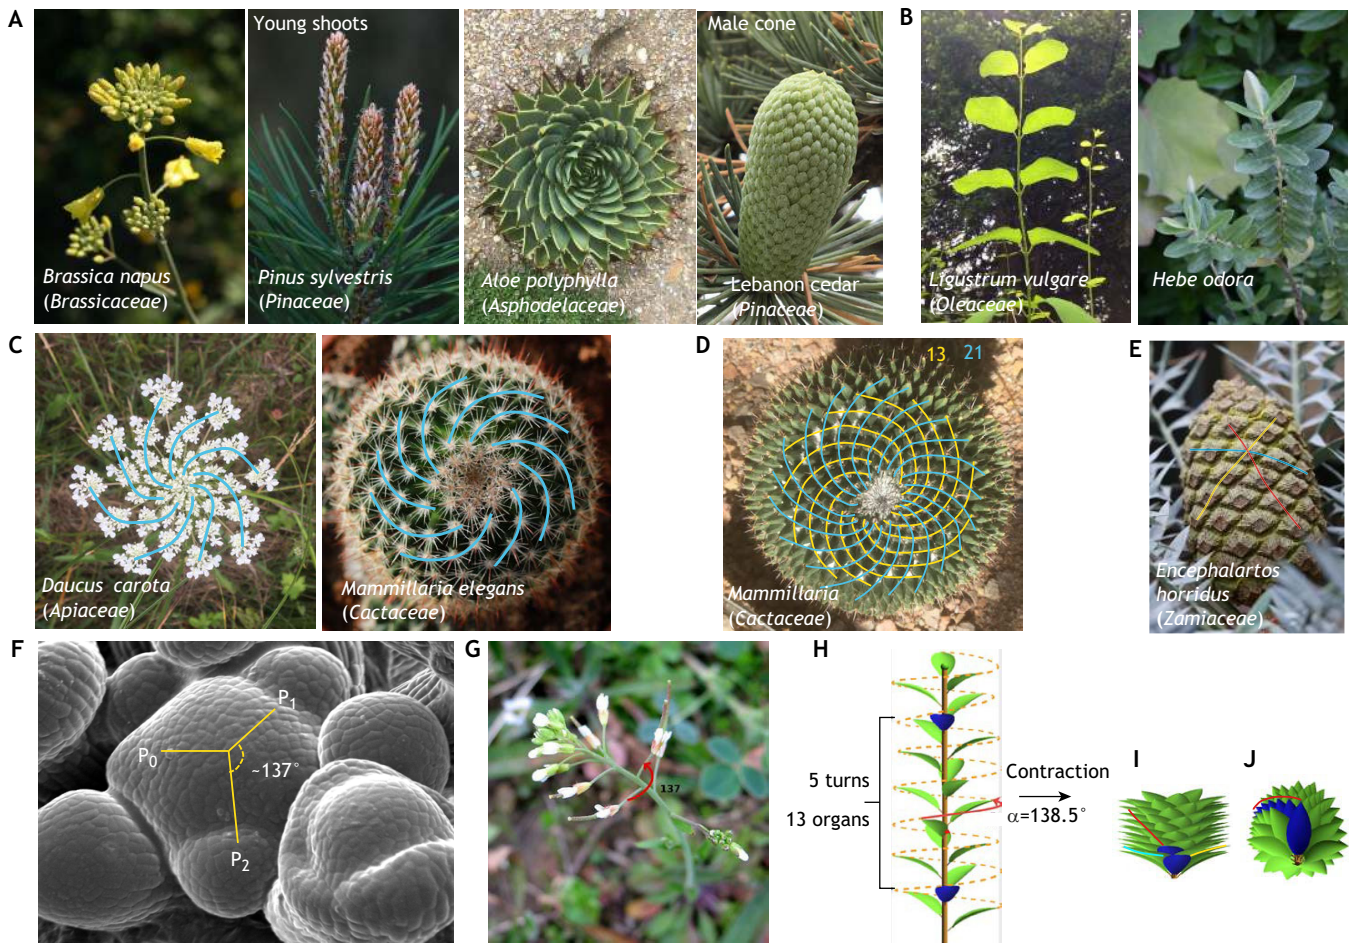 A
Young shoots
Male cone
B
Brassica napus
(Brassicaceae)
Pinus sylvestris
(Pinaceae)
Aloe polyphylla
(Asphodelaceae)
Lebanon cedar
(Pinaceae)
Ligustrum vulgare
(Oleaceae)
Hebe odora
C
D
13 21
E
Daucus carota
(Apiaceae)
Mammillaria elegans
(Cactaceae)
Mammillaria
(Cactaceae)
Encephalartos
horridus
(Zamiaceae)
F
G
H
P1
P0
~137°
P2
137
5 turns
13 organs
Contraction
α=138.5°
I
J